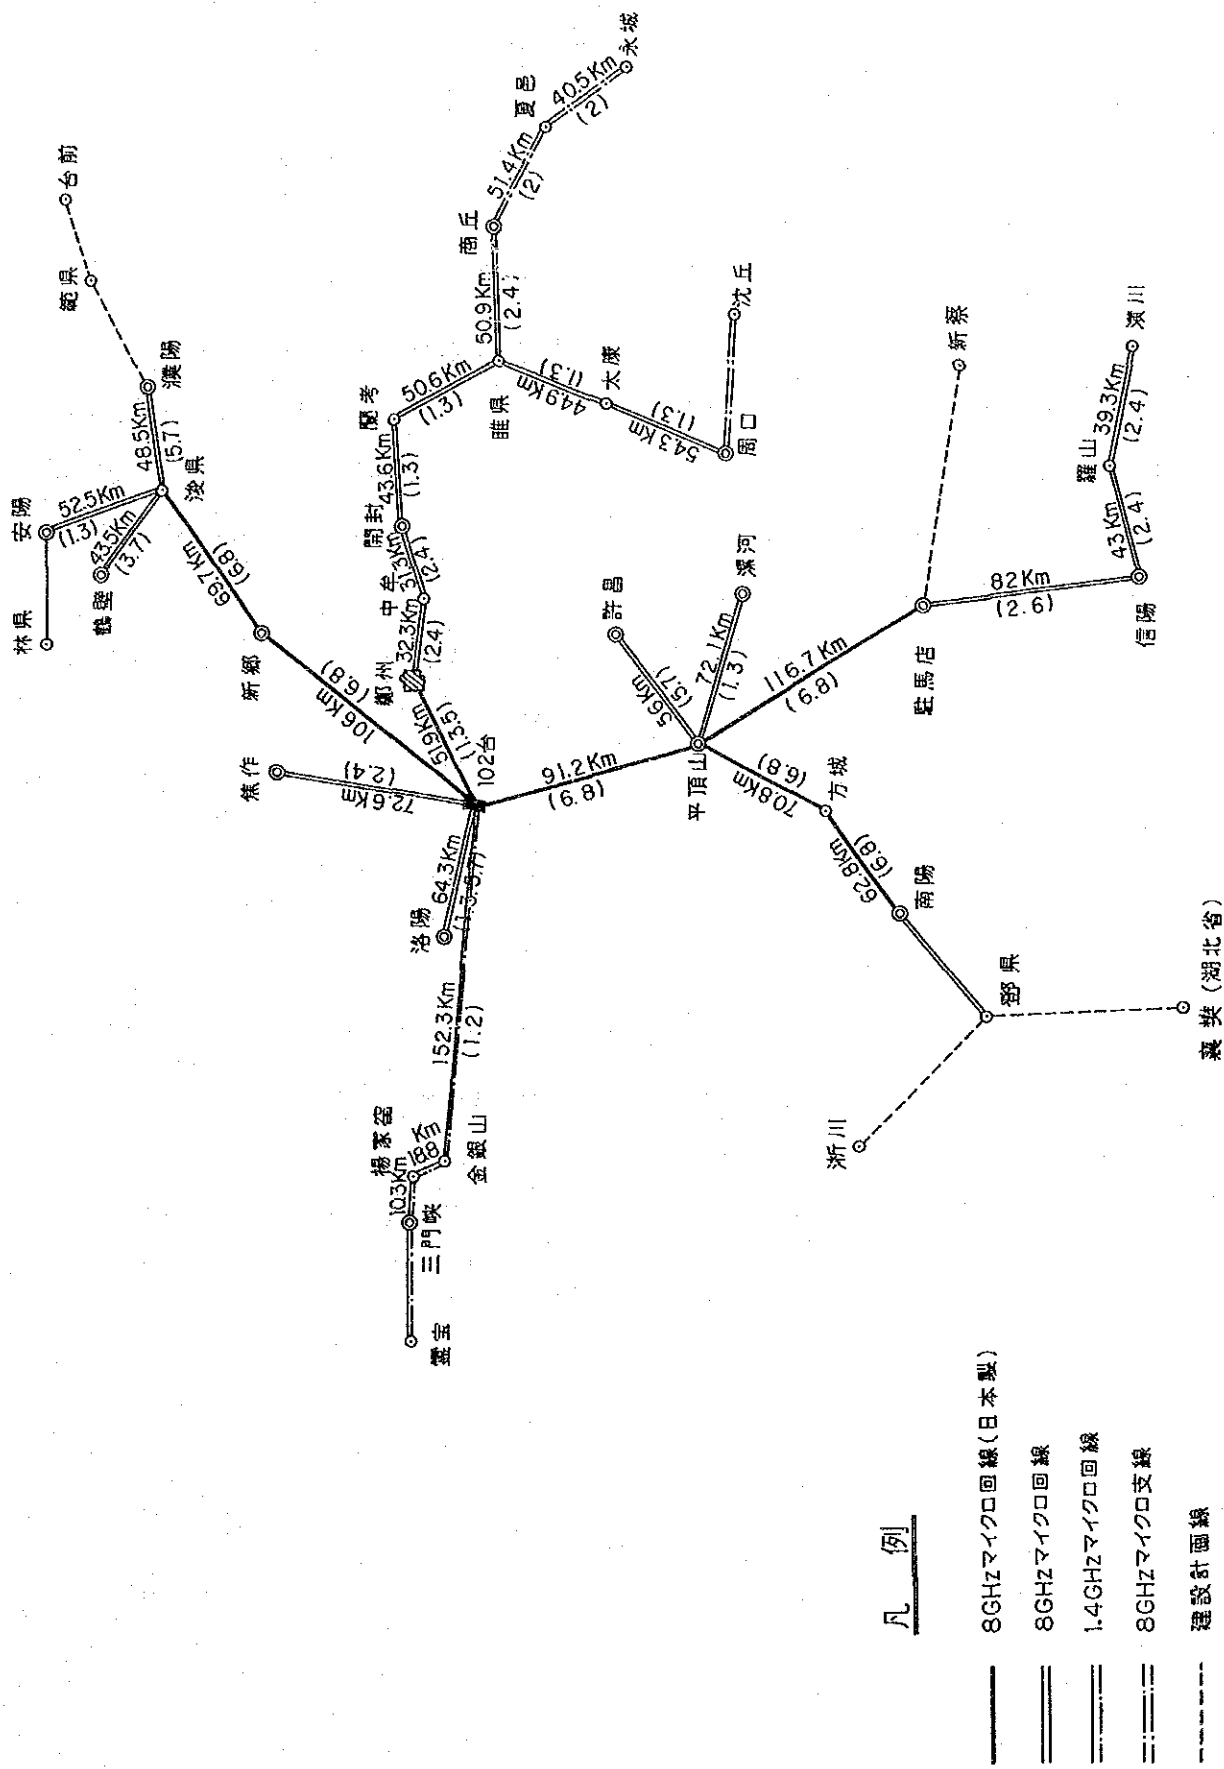 台前
範県
濮陽
48.5Km
(5.7)
浚県
安陽
52.5Km
(1.3)
林県
鶴壁
43.5Km
(3.7)
69.7Km
(6.8)
新郷
106Km
(6.8)
焦作
72.6Km
(2.4)
鄭州
51.9Km
(1.3.5)
102台
32.3Km
(2.4)
中牟
31.3Km
(2.4)
開封
43.6Km
(1.3)
蘭考
50.6Km
(1.3)
睢県
50.9Km
(2.4)
商丘
51.4Km
(2)
夏邑
40.5Km
(2)
永城
44.9Km
(1.3)
太康
54.3Km
(1.3)
周口
沈丘
洛陽
64.3Km
152.3Km
(1.2)
金銀山
18.8
Km
楊家窑
10.3Km
三門峡
霊宝
91.2Km
(6.8)
平頂山
56Km
(5.7)
許昌
72.1Km
(1.3)
漯河
116.7Km
(6.8)
駐馬店
新祭
82Km
(2.6)
信陽
43Km
(2.4)
羅山
39.3Km
(2.4)
潢川
70.8Km
(6.8)
方城
62.8Km
(6.8)
南陽
鄧県
淅川
襄樊(湖北省)
凡例
8GHzマイクロ回線(日本製)
8GHzマイクロ回線
1.4GHzマイクロ回線
8GHzマイクロ支線
建設計画線